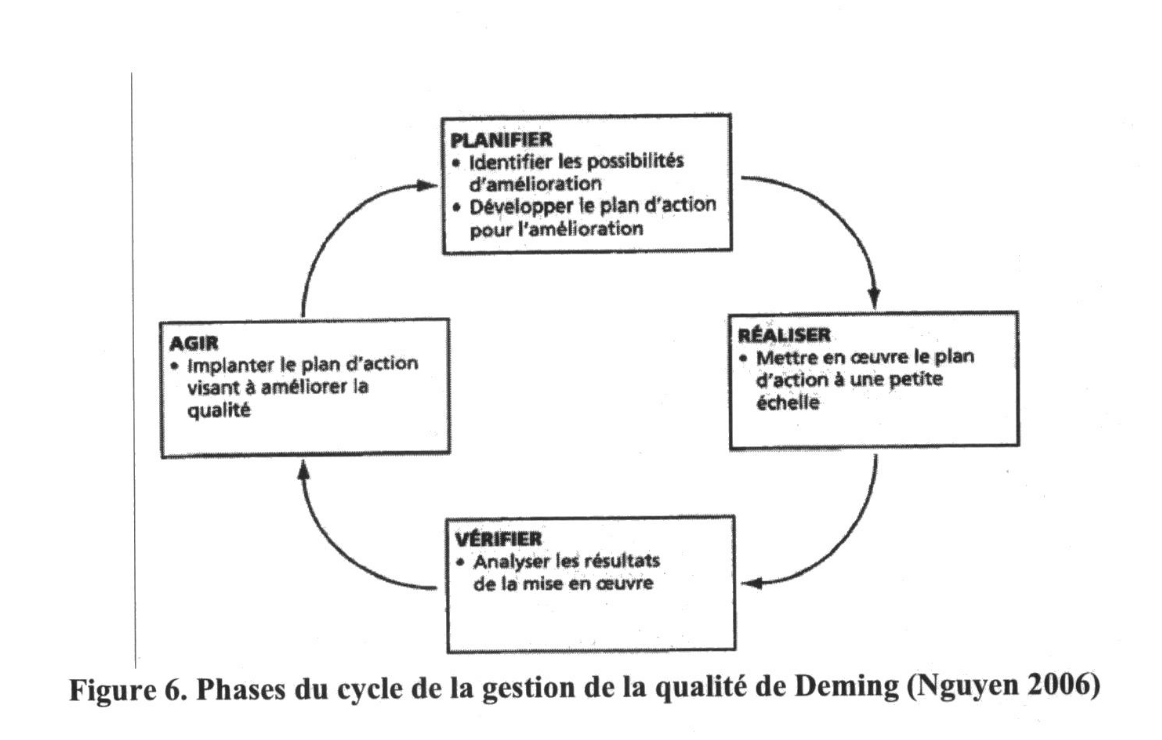 PLANIFIER
• Identifier les possibilités
d'amélioration
• Développer le plan d'action
pour l'amélioration
RÉALISER
• Mettre en œuvre le plan
d'action à une petite
échelle
VÉRIFIER
• Analyser les résultats
de la mise en œuvre
AGIR
• Implanter le plan d'action
visant à améliorer la
qualité
Figure 6. Phases du cycle de la gestion de la qualité de Deming (Nguyen 2006)